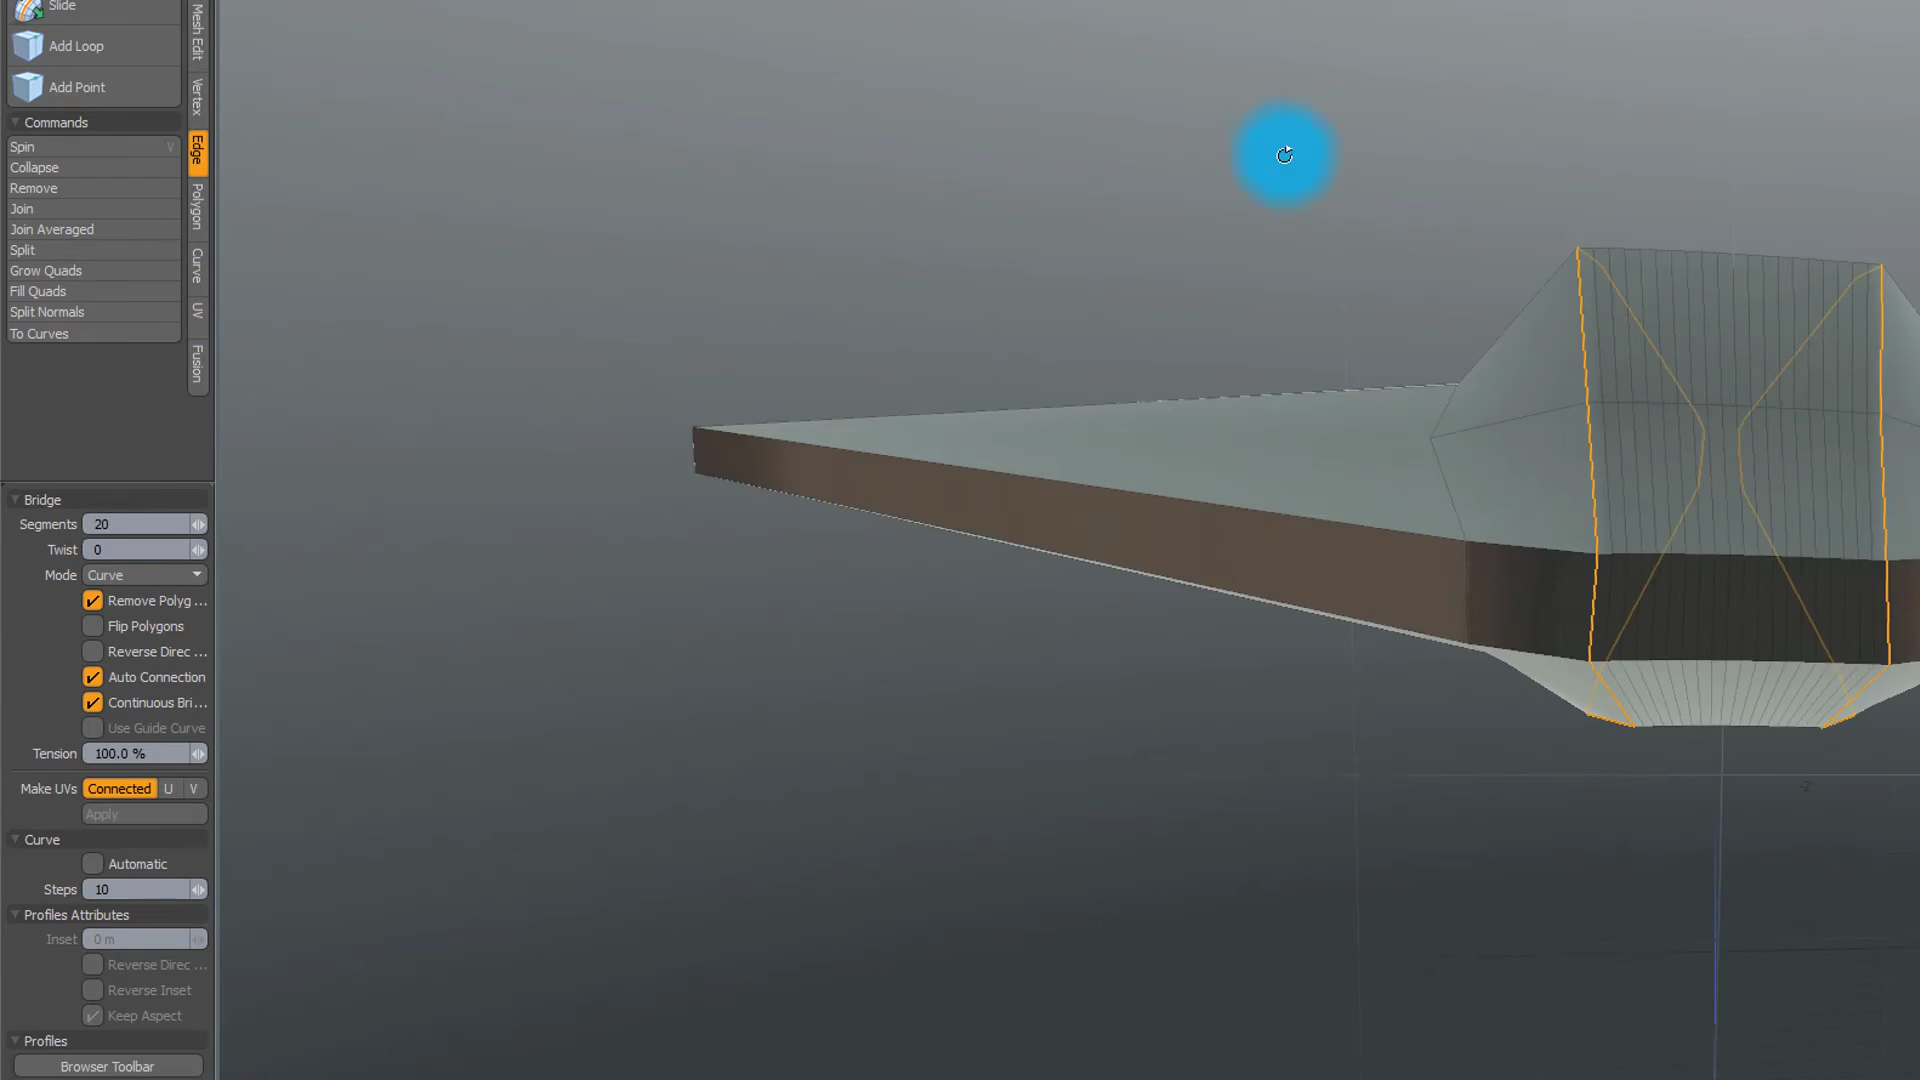 Slide
Add Loop
Add Point
Commands
Spin V
Collapse
Remove
Join
Join Averaged
Split
Grow Quads
Fill Quads
Split Normals
To Curves
Mesh Edit
Vertex
Edge
Polygon
Curve
UV
Fusion
Bridge
Segments 20
Twist 0
Mode Curve
Remove Polyg ...
Flip Polygons
Reverse Direc ...
Auto Connection
Continuous Bri...
Use Guide Curve
Tension 100.0 %
Make UVs Connected U V
Apply
Curve
Automatic
Steps 10
Profiles Attributes
Inset 0 m
Reverse Direc ...
Reverse Inset
Keep Aspect
Profiles
Browser Toolbar
-Z